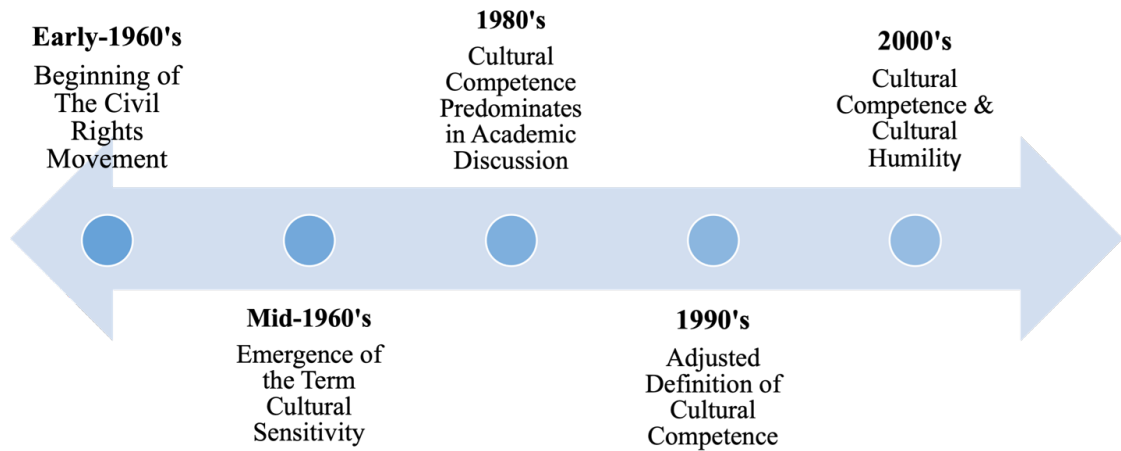 Early-1960's
Beginning of
The Civil
Rights
Movement
Mid-1960's
Emergence of
the Term
Cultural
Sensitivity
1980's
Cultural
Competence
Predominates
in Academic
Discussion
1990's
Adjusted
Definition of
Cultural
Competence
2000's
Cultural
Competence &
Cultural
Humility